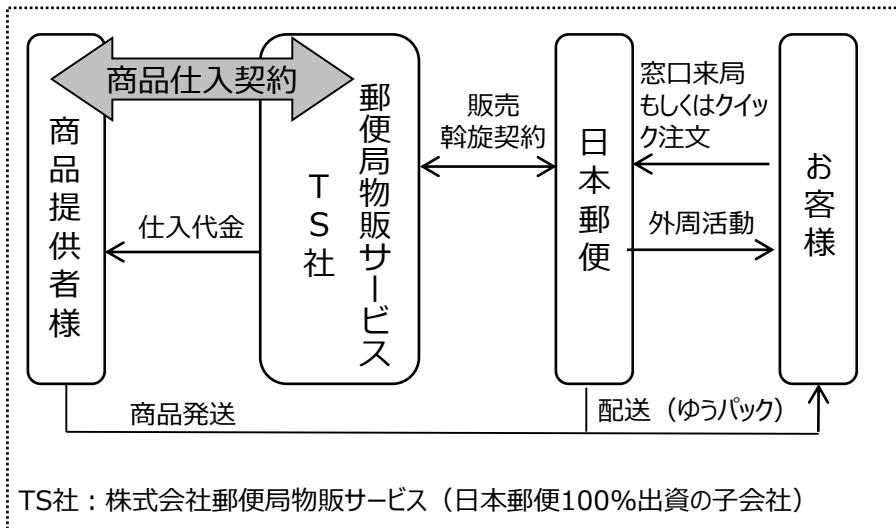 商品仕入契約
商品提供者様
郵便局物販サービス
TS社
販売
斡旋契約
日本郵便
窓口来局
もしくはクイッ
ク注文
お客様
仕入代金
外周活動
商品発送
配送（ゆうパック）
TS社：株式会社郵便局物販サービス（日本郵便100%出資の子会社）